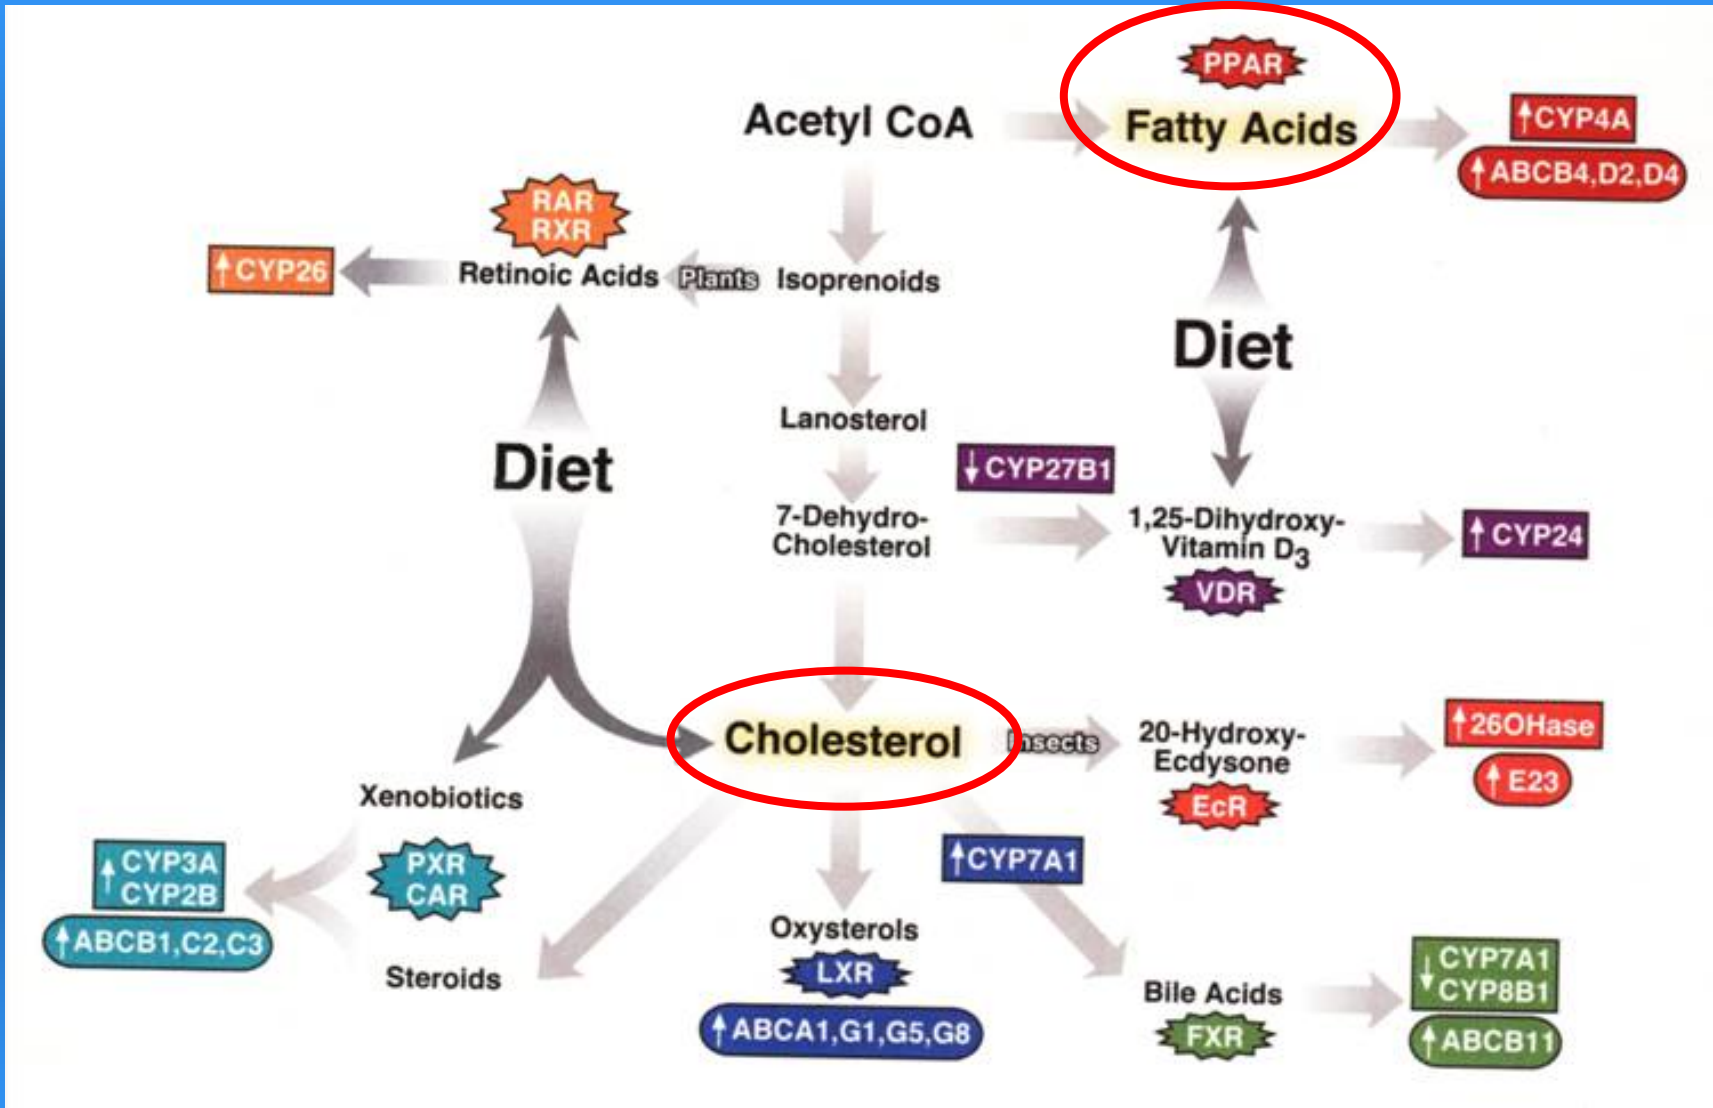 PPAR
Acetyl CoA
Fatty Acids
↑CYP4A
↑ABCB4,D2,D4
RAR
RXR
↑CYP26
Retinoic Acids
Plants
Isoprenoids
Diet
Lanosterol
Diet
↓CYP27B1
7-Dehydro-
Cholesterol
1,25-Dihydroxy-
Vitamin D3
↑CYP24
VDR
Cholesterol
Insects
20-Hydroxy-
Ecdysone
↑26OHase
↑E23
EcR
Xenobiotics
↑CYP3A
CYP2B
PXR
CAR
↑CYP7A1
↑ABCB1,C2,C3
Steroids
Oxysterols
LXR
↑ABCA1,G1,G5,G8
Bile Acids
FXR
↓CYP7A1
CYP8B1
↑ABCB11